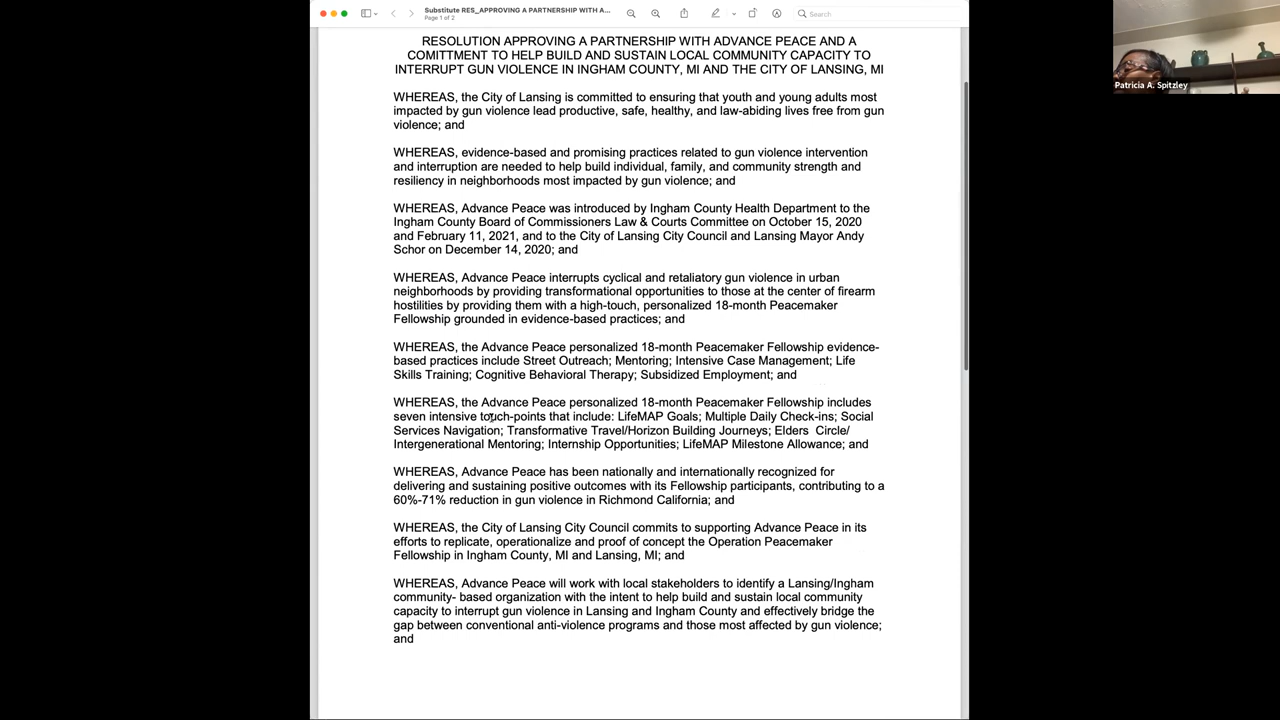 Substitute RES_APPROVING A PARTNERSHIP WITH A...
Page 1 of 2
Search
RESOLUTION APPROVING A PARTNERSHIP WITH ADVANCE PEACE AND A
COMITTMENT TO HELP BUILD AND SUSTAIN LOCAL COMMUNITY CAPACITY TO
INTERRUPT GUN VIOLENCE IN INGHAM COUNTY, MI AND THE CITY OF LANSING, MI
WHEREAS, the City of Lansing is committed to ensuring that youth and young adults most
impacted by gun violence lead productive, safe, healthy, and law-abiding lives free from gun
violence; and
WHEREAS, evidence-based and promising practices related to gun violence intervention
and interruption are needed to help build individual, family, and community strength and
resiliency in neighborhoods most impacted by gun violence; and
WHEREAS, Advance Peace was introduced by Ingham County Health Department to the
Ingham County Board of Commissioners Law & Courts Committee on October 15, 2020
and February 11, 2021, and to the City of Lansing City Council and Lansing Mayor Andy
Schor on December 14, 2020; and
WHEREAS, Advance Peace interrupts cyclical and retaliatory gun violence in urban
neighborhoods by providing transformational opportunities to those at the center of firearm
hostilities by providing them with a high-touch, personalized 18-month Peacemaker
Fellowship grounded in evidence-based practices; and
WHEREAS, the Advance Peace personalized 18-month Peacemaker Fellowship evidence-
based practices include Street Outreach; Mentoring; Intensive Case Management; Life
Skills Training; Cognitive Behavioral Therapy; Subsidized Employment; and
WHEREAS, the Advance Peace personalized 18-month Peacemaker Fellowship includes
seven intensive touch-points that include: LifeMAP Goals; Multiple Daily Check-ins; Social
Services Navigation; Transformative Travel/Horizon Building Journeys; Elders Circle/
Intergenerational Mentoring; Internship Opportunities; LifeMAP Milestone Allowance; and
WHEREAS, Advance Peace has been nationally and internationally recognized for
delivering and sustaining positive outcomes with its Fellowship participants, contributing to a
60%-71% reduction in gun violence in Richmond California; and
WHEREAS, the City of Lansing City Council commits to supporting Advance Peace in its
efforts to replicate, operationalize and proof of concept the Operation Peacemaker
Fellowship in Ingham County, MI and Lansing, MI; and
WHEREAS, Advance Peace will work with local stakeholders to identify a Lansing/Ingham
community- based organization with the intent to help build and sustain local community
capacity to interrupt gun violence in Lansing and Ingham County and effectively bridge the
gap between conventional anti-violence programs and those most affected by gun violence;
and
Patricia A. Spitzley